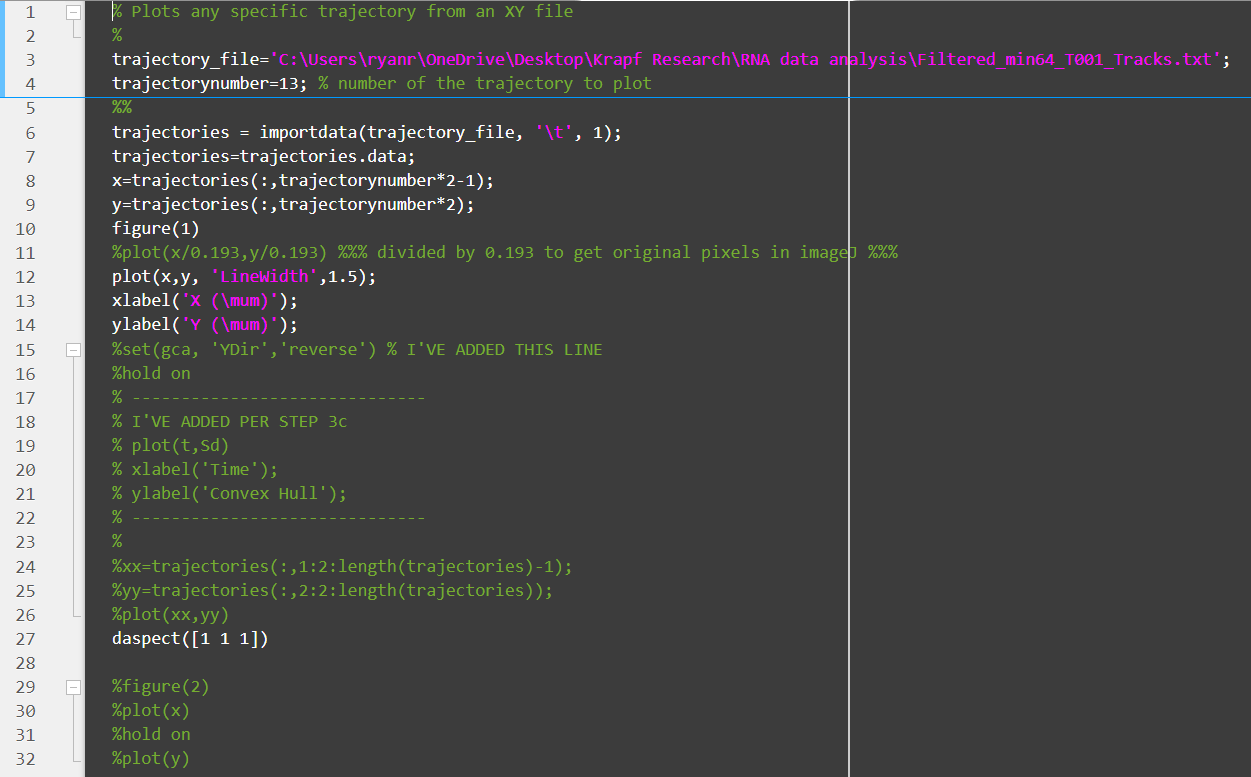 1 % Plots any specific trajectory from an XY file
2 %
3 trajectory_file='C:\Users\ryanr\OneDrive\Desktop\Krapf Research\RNA data analysis\Filtered_min64_T001_Tracks.txt';
4 trajectorynumber=13; % number of the trajectory to plot
5 %%
6 trajectories = importdata(trajectory_file, '\t', 1);
7 trajectories=trajectories.data;
8 x=trajectories(:,trajectorynumber*2-1);
9 y=trajectories(:,trajectorynumber*2);
10 figure(1)
11 %plot(x/0.193,y/0.193) %%% divided by 0.193 to get original pixels in imageJ %%%
12 plot(x,y, 'LineWidth',1.5);
13 xlabel('X (\mum)');
14 ylabel('Y (\mum)');
15 %set(gca, 'YDir','reverse') % I'VE ADDED THIS LINE
16 %hold on
17 % ------------------------------
18 % I'VE ADDED PER STEP 3c
19 % plot(t,Sd)
20 % xlabel('Time');
21 % ylabel('Convex Hull');
22 % ------------------------------
23 %
24 %xx=trajectories(:,1:2:length(trajectories)-1);
25 %yy=trajectories(:,2:2:length(trajectories));
26 %plot(xx,yy)
27 daspect([1 1 1])
28
29 %figure(2)
30 %plot(x)
31 %hold on
32 %plot(y)